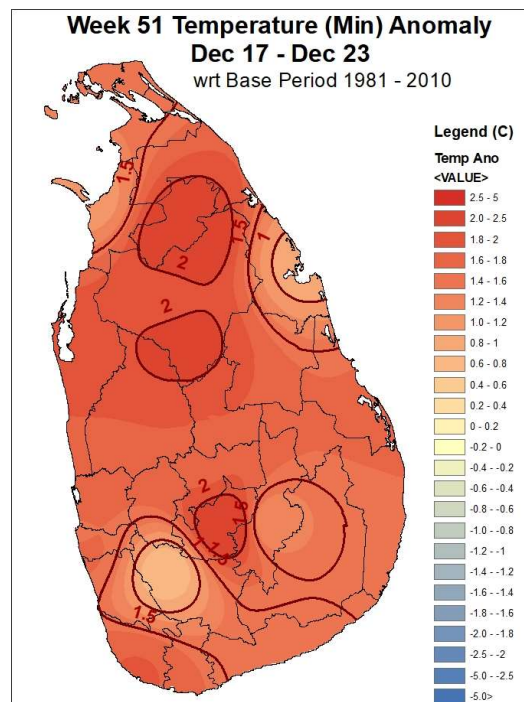 Week 51 Temperature (Min) Anomaly
Dec 17 - Dec 23
wrt Base Period 1981 - 2010
Legend (C)
Temp Ano
<VALUE>
2.5 - 5
2.0 - 2.5
1.8 - 2
1.6 - 1.8
1.4 - 1.6
1.2 - 1.4
1.0 - 1.2
0.8 - 1
0.6 - 0.8
0.4 - 0.6
0.2 - 0.4
0 - 0.2
-0.2 - 0
-0.4 - -0.2
-0.6 - -0.4
-0.8 - -0.6
-1.0 - -0.8
-1.2 - -1
-1.4 - -1.2
-1.6 - -1.4
-1.8 - -1.6
-2.0 - -1.8
-2.5 - -2
-5.0 - -2.5
-5.0>
1.5
1.5
1
2
2
2
1.5
1.5